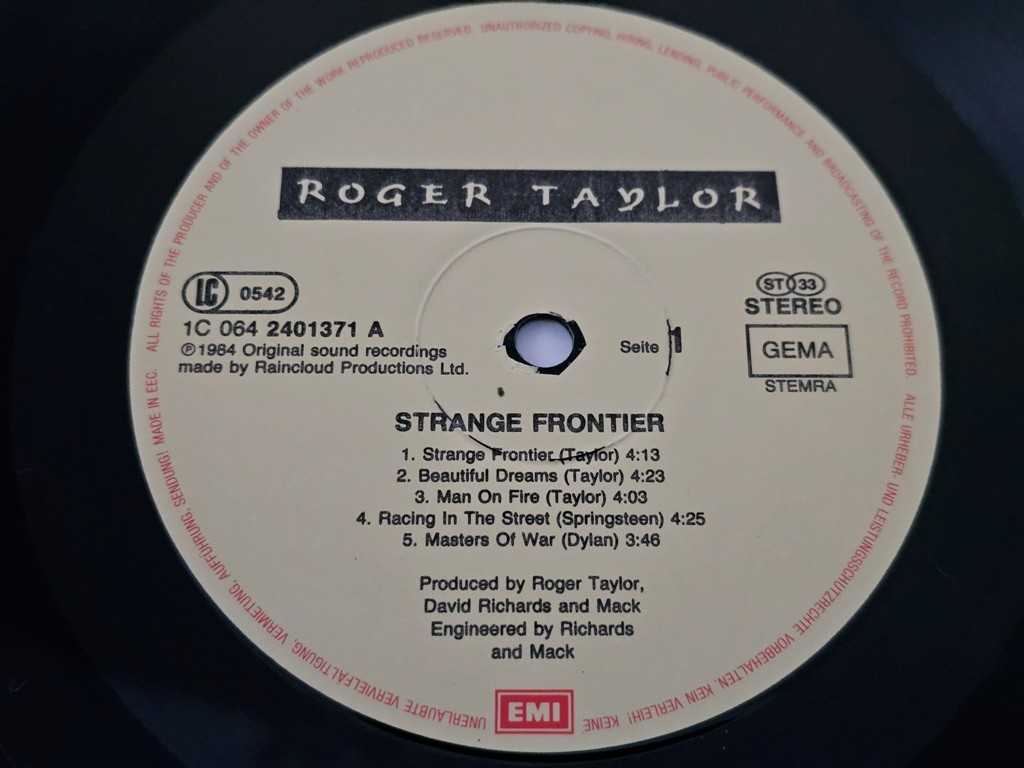 ROGER TAYLOR
LC 0542
1C 064 2401371 A
℗1984 Original sound recordings
made by Raincloud Productions Ltd.
Seite 1
ST 33
STEREO
GEMA
STEMRA
STRANGE FRONTIER
1. Strange Frontier (Taylor) 4:13
2. Beautiful Dreams (Taylor) 4:23
3. Man On Fire (Taylor) 4:03
4. Racing In The Street (Springsteen) 4:25
5. Masters Of War (Dylan) 3:46
Produced by Roger Taylor,
David Richards and Mack
Engineered by Richards
and Mack
EMI
MADE IN EEC. ALL RIGHTS OF THE PRODUCER AND OF THE OWNER OF THE WORK REPRODUCED RESERVED. UNAUTHORIZED COPYING, HIRING, LENDING, PUBLIC PERFORMANCE AND BROADCASTING OF THE RECORD PROHIBITED. ALLE URHEBER- UND LEISTUNGSSCHUTZRECHTE VORBEHALTEN. KEIN VERLEIH! KEINE UNERLAUBTE VERVIELFÄLTIGUNG, VERMIETUNG, AUFFÜHRUNG, SENDUNG!